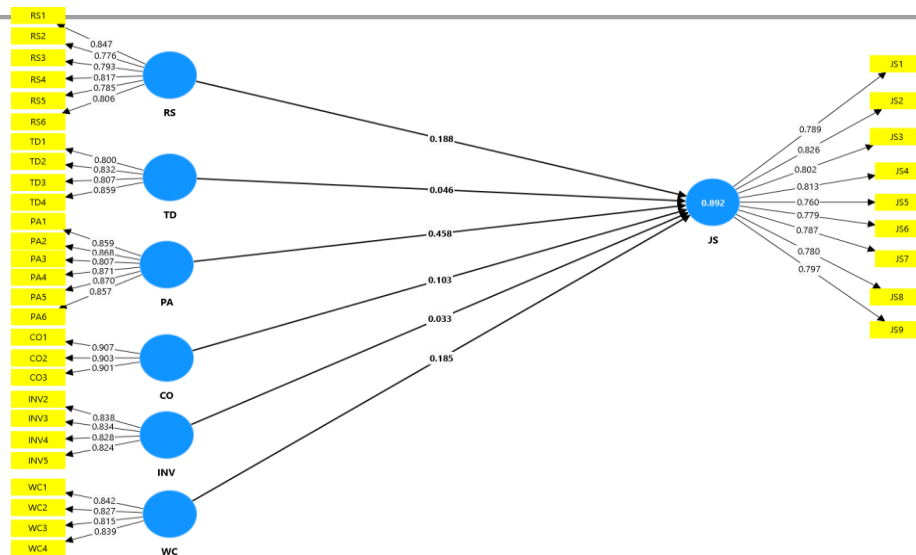 RS1
RS2
RS3
RS4
RS5
RS6
0.847
0.776
0.793
0.817
0.785
0.806
RS
TD1
TD2
TD3
TD4
0.800
0.832
0.807
0.859
TD
PA1
PA2
PA3
PA4
PA5
PA6
0.859
0.868
0.807
0.871
0.870
0.857
PA
CO1
CO2
CO3
0.907
0.903
0.901
CO
INV2
INV3
INV4
INV5
0.838
0.834
0.828
0.824
INV
WC1
WC2
WC3
WC4
0.842
0.827
0.815
0.839
WC
0.188
0.046
0.458
0.103
0.033
0.185
0.892
JS
0.789
0.826
0.802
0.813
0.760
0.779
0.787
0.780
0.797
JS1
JS2
JS3
JS4
JS5
JS6
JS7
JS8
JS9